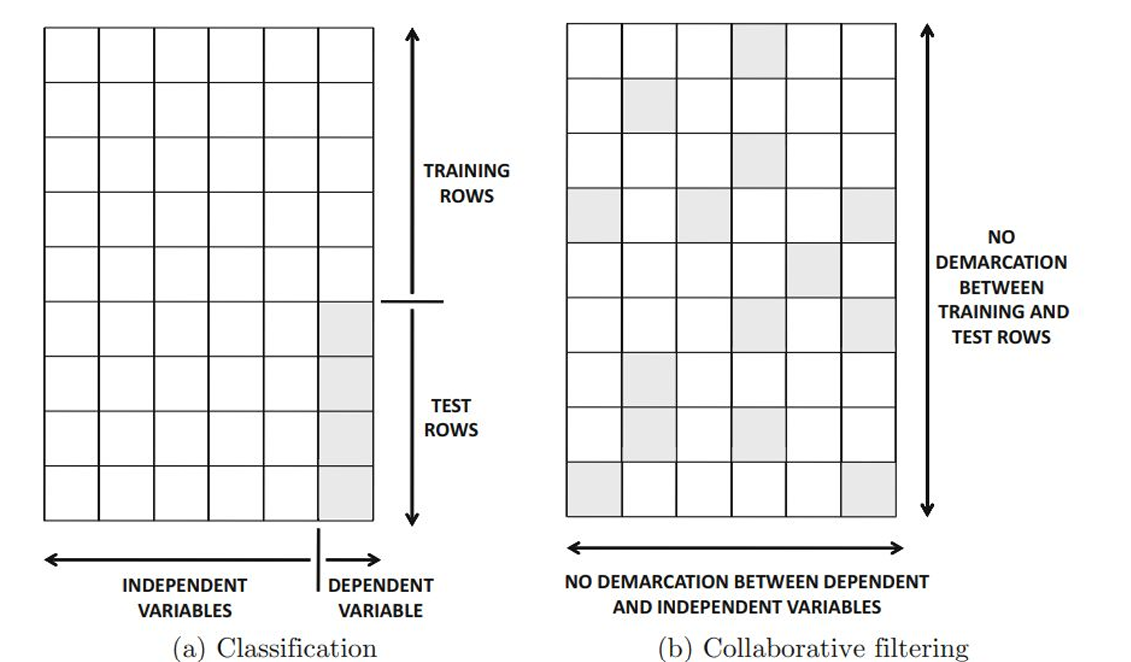 TRAINING
ROWS
TEST
ROWS
INDEPENDENT
VARIABLES
DEPENDENT
VARIABLE
(a) Classification
NO
DEMARCATION
BETWEEN
TRAINING AND
TEST ROWS
NO DEMARCATION BETWEEN DEPENDENT
AND INDEPENDENT VARIABLES
(b) Collaborative filtering